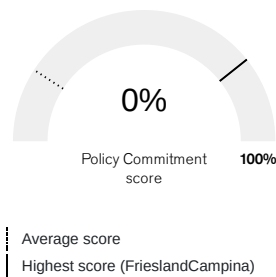 0%
Policy Commitment 100%
score
Average score
Highest score (FrieslandCampina)